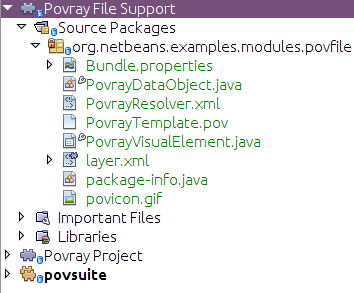 Povray File Support
Source Packages
org.netbeans.examples.modules.povfile
Bundle.properties
PovrayDataObject.java
PovrayResolver.xml
PovrayTemplate.pov
PovrayVisualElement.java
layer.xml
package-info.java
povicon.gif
Important Files
Libraries
Povray Project
povsuite